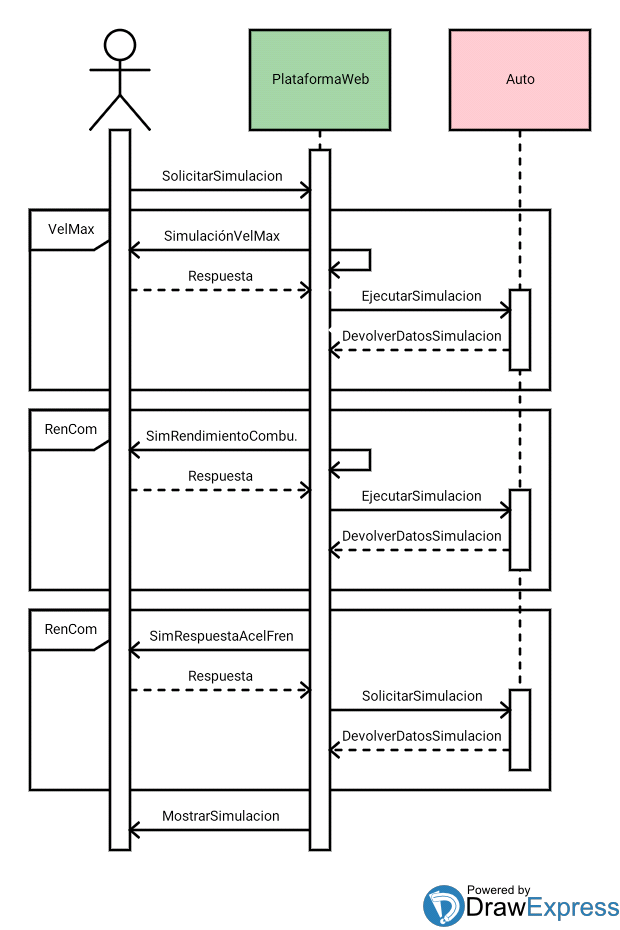 PlataformaWeb
Auto
SolicitarSimulacion
VelMax
SimulaciónVelMax
Respuesta
EjecutarSimulacion
DevolverDatosSimulacion
RenCom
SimRendimientoCombu.
Respuesta
EjecutarSimulacion
DevolverDatosSimulacion
RenCom
SimRespuestaAcelFren
Respuesta
SolicitarSimulacion
DevolverDatosSimulacion
MostrarSimulacion
Powered by
DrawExpress